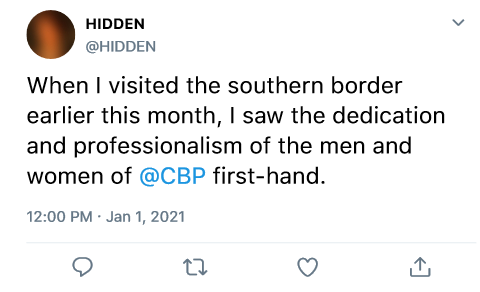 HIDDEN
@HIDDEN
When I visited the southern border
earlier this month, I saw the dedication
and professionalism of the men and
women of @CBP first-hand.
12:00 PM · Jan 1, 2021